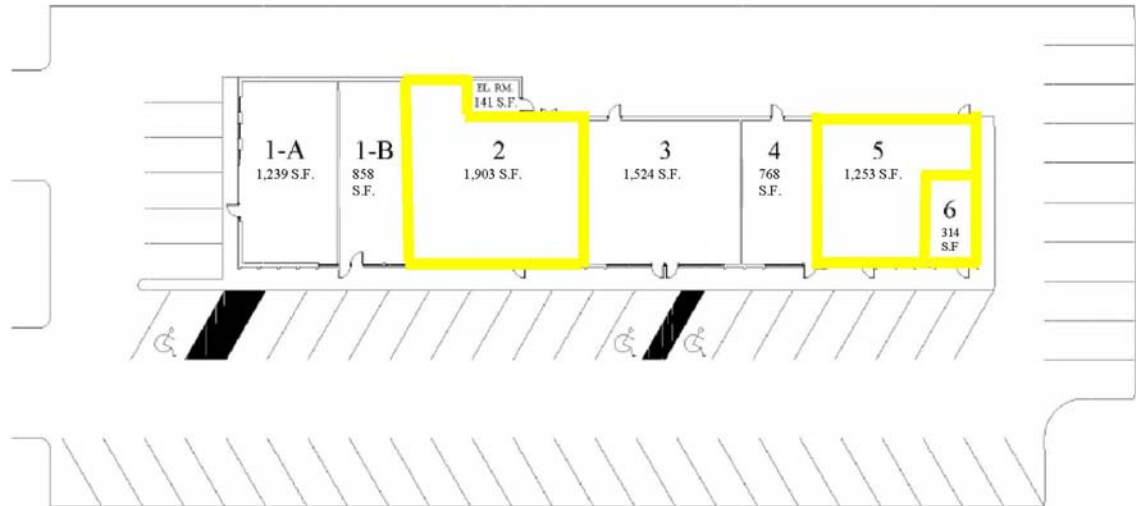 EL. RM.
141 S.F.
1-A
1,239 S.F.
1-B
858
S.F.
2
1,903 S.F.
3
1,524 S.F.
4
768
S.F.
5
1,253 S.F.
6
314
S.F